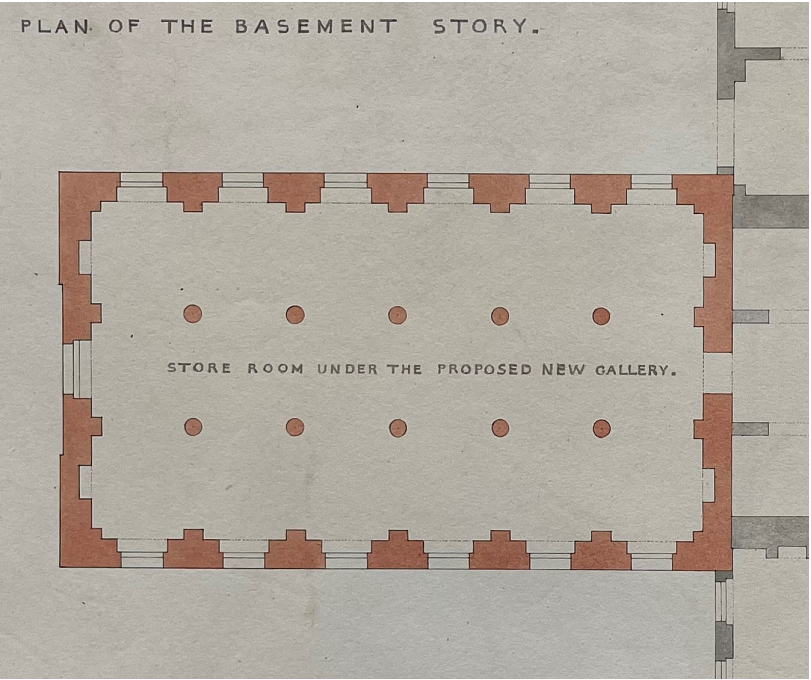 PLAN OF THE BASEMENT STORY.
STORE ROOM UNDER THE PROPOSED NEW GALLERY.